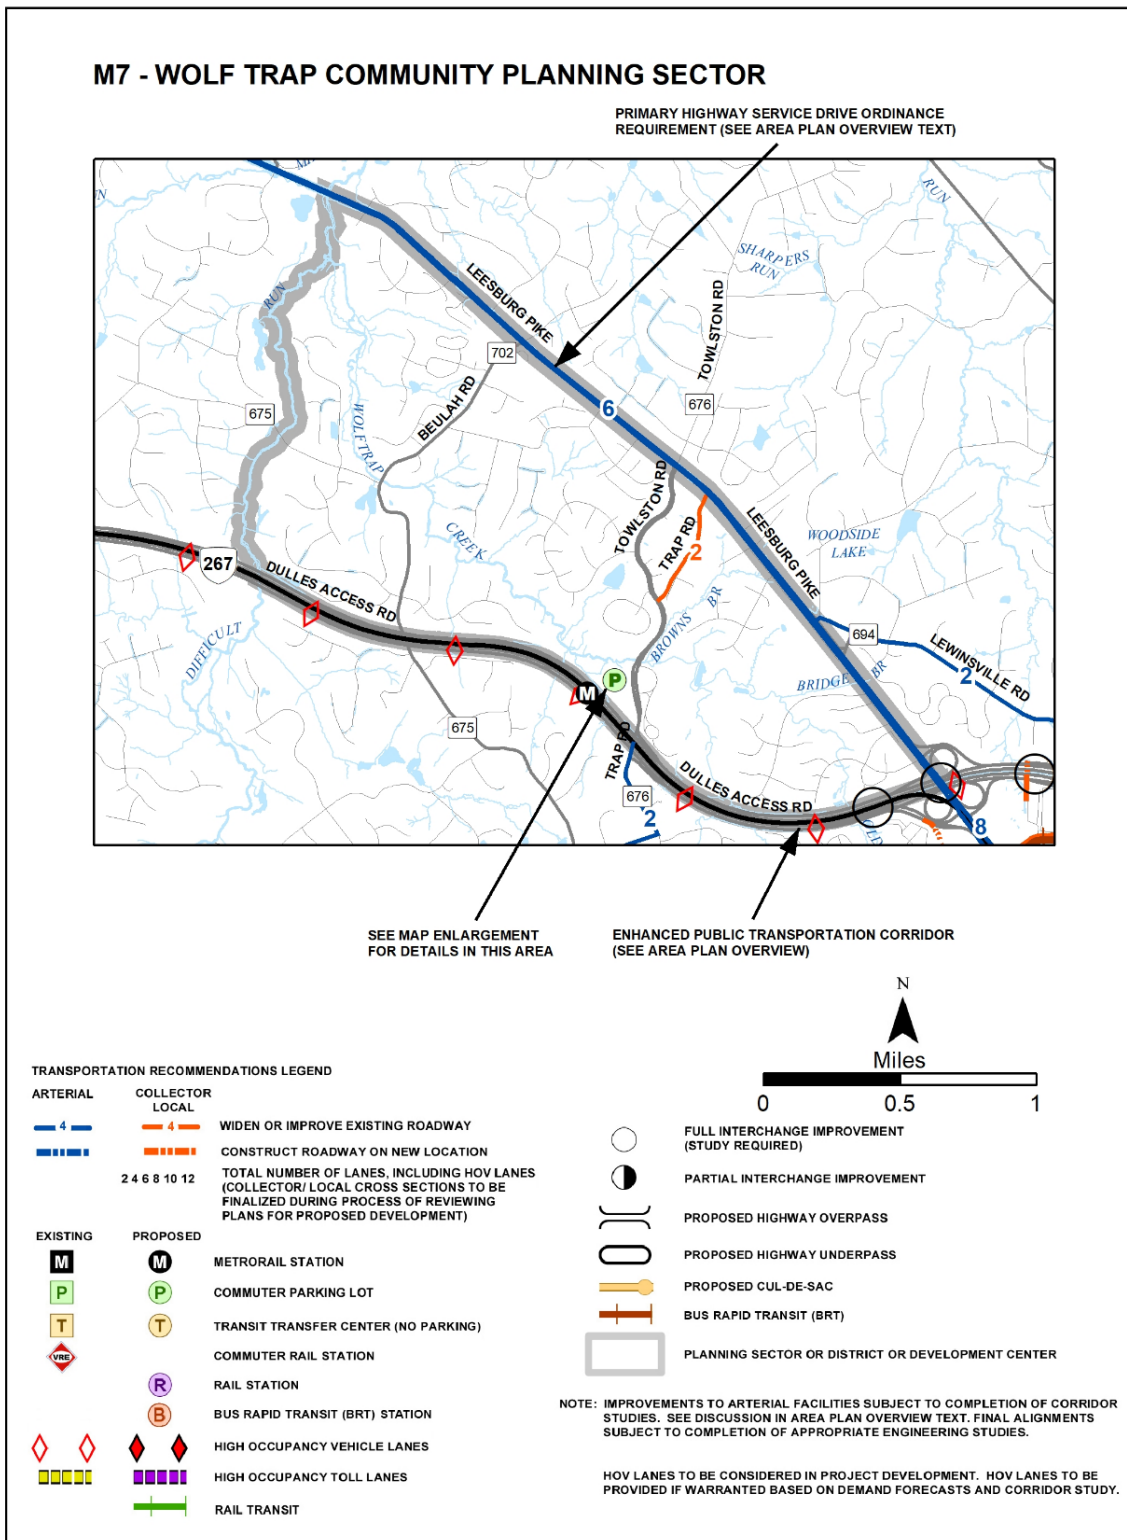 M7 - WOLF TRAP COMMUNITY PLANNING SECTOR
PRIMARY HIGHWAY SERVICE DRIVE ORDINANCE
REQUIREMENT (SEE AREA PLAN OVERVIEW TEXT)
RUN
SHARPERS
RUN
LEESBURG PIKE
TOWLSTON RD
RUN
702
BEULAH RD
6
676
675
WOLFTRAP
TOWLSTON RD
TRAP RD
2
LEESBURG PIKE
WOODSIDE
LAKE
CREEK
267
DULLES ACCESS RD
BROWNS BR
694
LEWINSVILLE RD
DIFFICULT
BRIDGE BR
2
P
M
675
TRAP RD
DULLES ACCESS RD
676
2
OLD
8
SEE MAP ENLARGEMENT
FOR DETAILS IN THIS AREA
ENHANCED PUBLIC TRANSPORTATION CORRIDOR
(SEE AREA PLAN OVERVIEW)
N
Miles
0 0.5 1
TRANSPORTATION RECOMMENDATIONS LEGEND
ARTERIAL COLLECTOR
LOCAL
4 4 WIDEN OR IMPROVE EXISTING ROADWAY
CONSTRUCT ROADWAY ON NEW LOCATION
2 4 6 8 10 12 TOTAL NUMBER OF LANES, INCLUDING HOV LANES
(COLLECTOR/ LOCAL CROSS SECTIONS TO BE
FINALIZED DURING PROCESS OF REVIEWING
PLANS FOR PROPOSED DEVELOPMENT)
EXISTING PROPOSED
M M METRORAIL STATION
P P COMMUTER PARKING LOT
T T TRANSIT TRANSFER CENTER (NO PARKING)
VRE COMMUTER RAIL STATION
R RAIL STATION
B BUS RAPID TRANSIT (BRT) STATION
HIGH OCCUPANCY VEHICLE LANES
HIGH OCCUPANCY TOLL LANES
RAIL TRANSIT
FULL INTERCHANGE IMPROVEMENT
(STUDY REQUIRED)
PARTIAL INTERCHANGE IMPROVEMENT
PROPOSED HIGHWAY OVERPASS
PROPOSED HIGHWAY UNDERPASS
PROPOSED CUL-DE-SAC
BUS RAPID TRANSIT (BRT)
PLANNING SECTOR OR DISTRICT OR DEVELOPMENT CENTER
NOTE: IMPROVEMENTS TO ARTERIAL FACILITIES SUBJECT TO COMPLETION OF CORRIDOR
STUDIES. SEE DISCUSSION IN AREA PLAN OVERVIEW TEXT. FINAL ALIGNMENTS
SUBJECT TO COMPLETION OF APPROPRIATE ENGINEERING STUDIES.
HOV LANES TO BE CONSIDERED IN PROJECT DEVELOPMENT. HOV LANES TO BE
PROVIDED IF WARRANTED BASED ON DEMAND FORECASTS AND CORRIDOR STUDY.